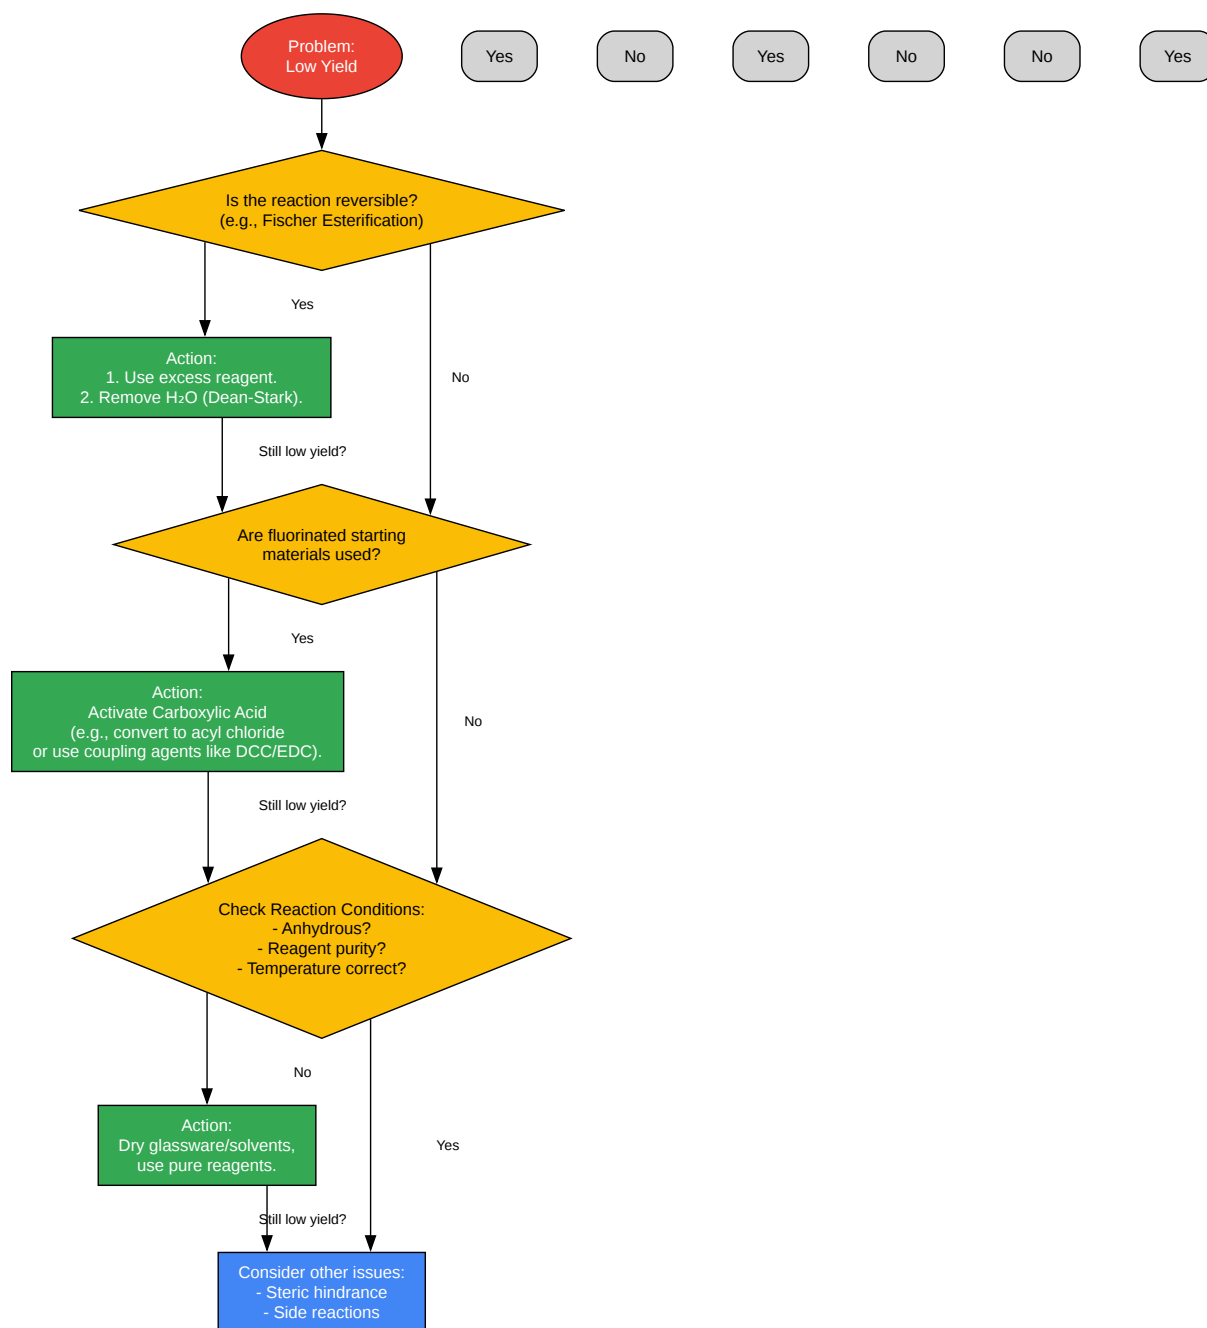 Problem:
Low Yield
Yes
No
Yes
No
No
Yes
Is the reaction reversible?
(e.g., Fischer Esterification)
Yes
Action:
1. Use excess reagent.
2. Remove H₂O (Dean-Stark).
No
Still low yield?
Are fluorinated starting
materials used?
Yes
Action:
Activate Carboxylic Acid
(e.g., convert to acyl chloride
or use coupling agents like DCC/EDC).
No
Still low yield?
Check Reaction Conditions:
- Anhydrous?
- Reagent purity?
- Temperature correct?
No
Action:
Dry glassware/solvents,
use pure reagents.
Yes
Still low yield?
Consider other issues:
- Steric hindrance
- Side reactions